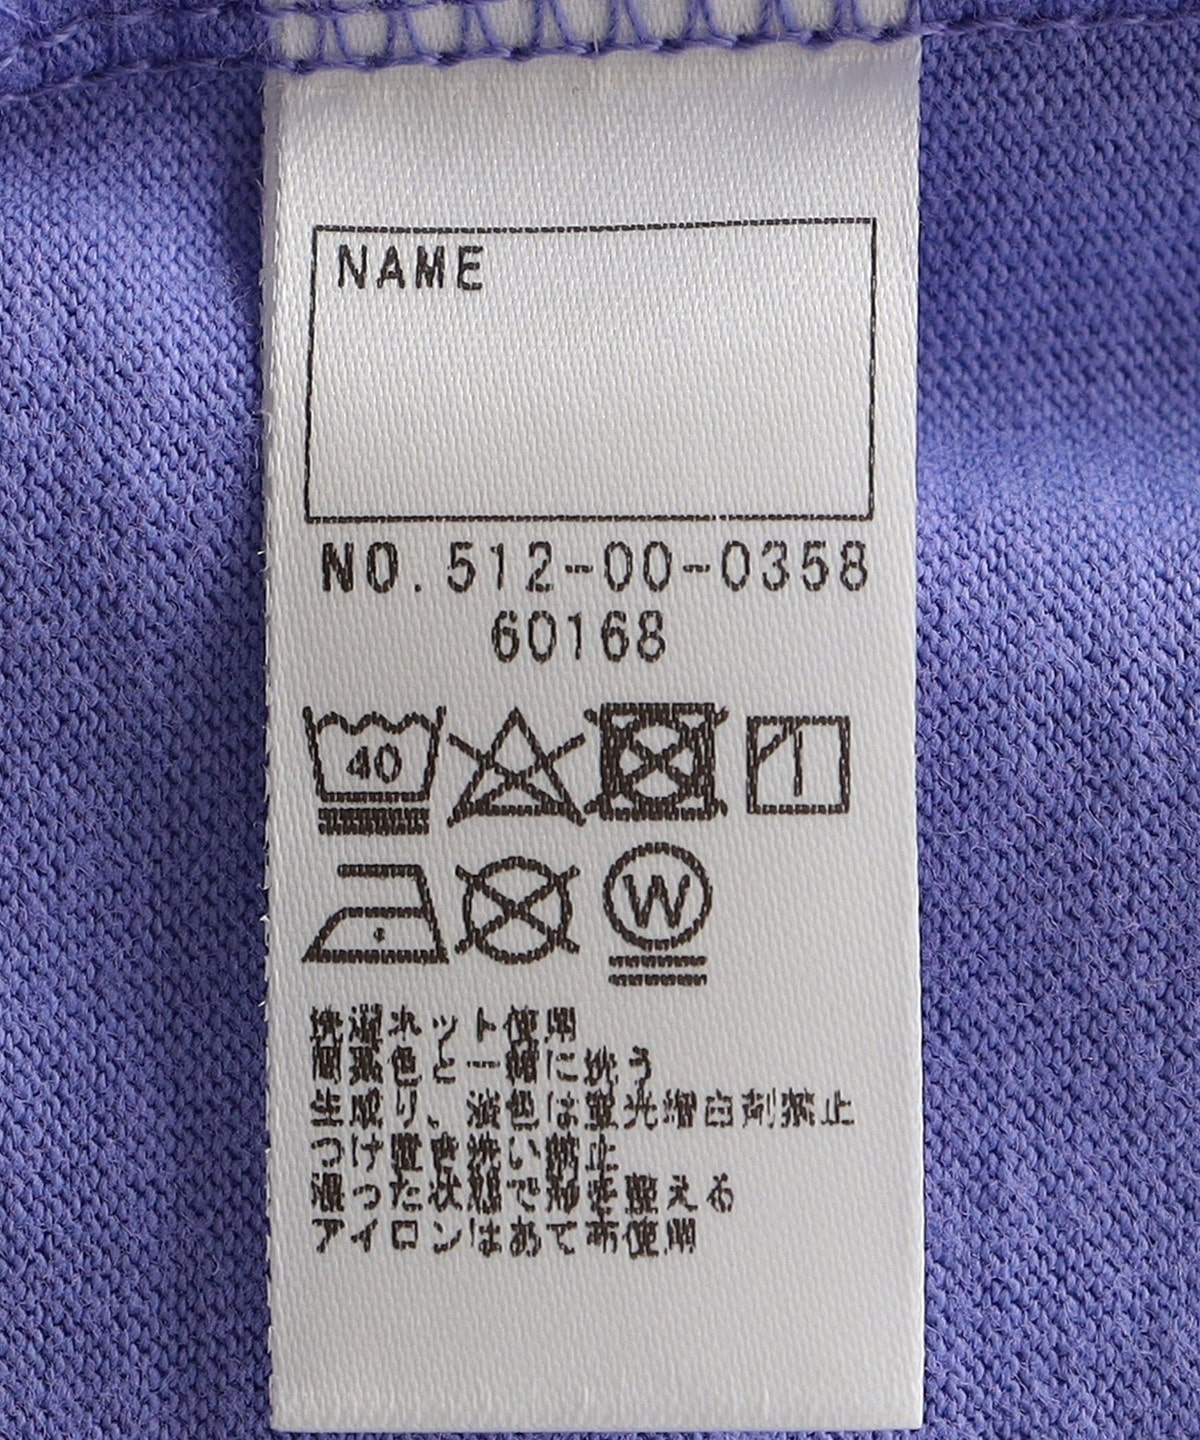 NAME
NO.512-00-0358
60168
40
W
洗濯ネット使用
同系色と一緒に洗う
生成り、淡色は蛍光増白剤禁止
つけ置き洗い禁止
濡った状態で形を整える
アイロンはあて布使用